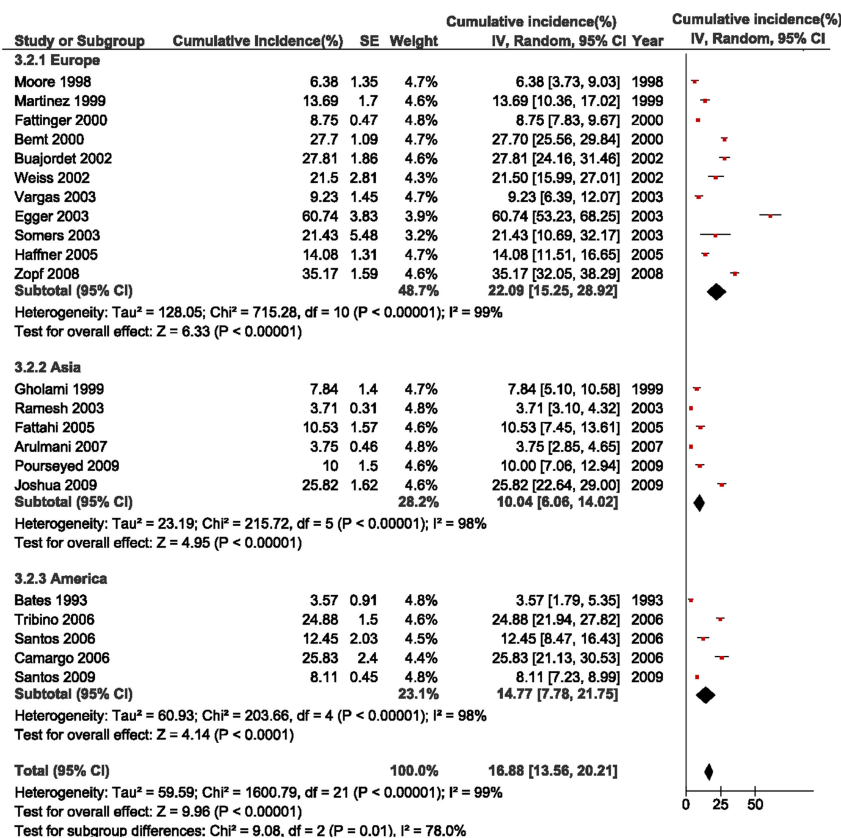 Cumulative incidence(%) Cumulative incidence(%)
Study or Subgroup Cumulative Incidence(%) SE Weight IV, Random, 95% CI Year IV, Random, 95% CI
3.2.1 Europe
Moore 1998 6.38 1.35 4.7% 6.38 [3.73, 9.03] 1998
Martinez 1999 13.69 1.7 4.6% 13.69 [10.36, 17.02] 1999
Fattinger 2000 8.75 0.47 4.8% 8.75 [7.83, 9.67] 2000
Bemt 2000 27.7 1.09 4.7% 27.70 [25.56, 29.84] 2000
Buajordet 2002 27.81 1.86 4.6% 27.81 [24.16, 31.46] 2002
Weiss 2002 21.5 2.81 4.3% 21.50 [15.99, 27.01] 2002
Vargas 2003 9.23 1.45 4.7% 9.23 [6.39, 12.07] 2003
Egger 2003 60.74 3.83 3.9% 60.74 [53.23, 68.25] 2003
Somers 2003 21.43 5.48 3.2% 21.43 [10.69, 32.17] 2003
Haffner 2005 14.08 1.31 4.7% 14.08 [11.51, 16.65] 2005
Zopf 2008 35.17 1.59 4.6% 35.17 [32.05, 38.29] 2008
Subtotal (95% CI) 48.7% 22.09 [15.25, 28.92]
Heterogeneity: Tau² = 128.05; Chi² = 715.28, df = 10 (P < 0.00001); I² = 99%
Test for overall effect: Z = 6.33 (P < 0.00001)
3.2.2 Asia
Gholami 1999 7.84 1.4 4.7% 7.84 [5.10, 10.58] 1999
Ramesh 2003 3.71 0.31 4.8% 3.71 [3.10, 4.32] 2003
Fattahi 2005 10.53 1.57 4.6% 10.53 [7.45, 13.61] 2005
Arulmani 2007 3.75 0.46 4.8% 3.75 [2.85, 4.65] 2007
Pourseyed 2009 10 1.5 4.6% 10.00 [7.06, 12.94] 2009
Joshua 2009 25.82 1.62 4.6% 25.82 [22.64, 29.00] 2009
Subtotal (95% CI) 28.2% 10.04 [6.06, 14.02]
Heterogeneity: Tau² = 23.19; Chi² = 215.72, df = 5 (P < 0.00001); I² = 98%
Test for overall effect: Z = 4.95 (P < 0.00001)
3.2.3 America
Bates 1993 3.57 0.91 4.8% 3.57 [1.79, 5.35] 1993
Tribino 2006 24.88 1.5 4.6% 24.88 [21.94, 27.82] 2006
Santos 2006 12.45 2.03 4.5% 12.45 [8.47, 16.43] 2006
Camargo 2006 25.83 2.4 4.4% 25.83 [21.13, 30.53] 2006
Santos 2009 8.11 0.45 4.8% 8.11 [7.23, 8.99] 2009
Subtotal (95% CI) 23.1% 14.77 [7.78, 21.75]
Heterogeneity: Tau² = 60.93; Chi² = 203.66, df = 4 (P < 0.00001); I² = 98%
Test for overall effect: Z = 4.14 (P < 0.0001)
Total (95% CI) 100.0% 16.88 [13.56, 20.21]
Heterogeneity: Tau² = 59.59; Chi² = 1600.79, df = 21 (P < 0.00001); I² = 99%
0 25 50
Test for overall effect: Z = 9.96 (P < 0.00001)
Test for subgroup differences: Chi² = 9.08, df = 2 (P = 0.01), I² = 78.0%